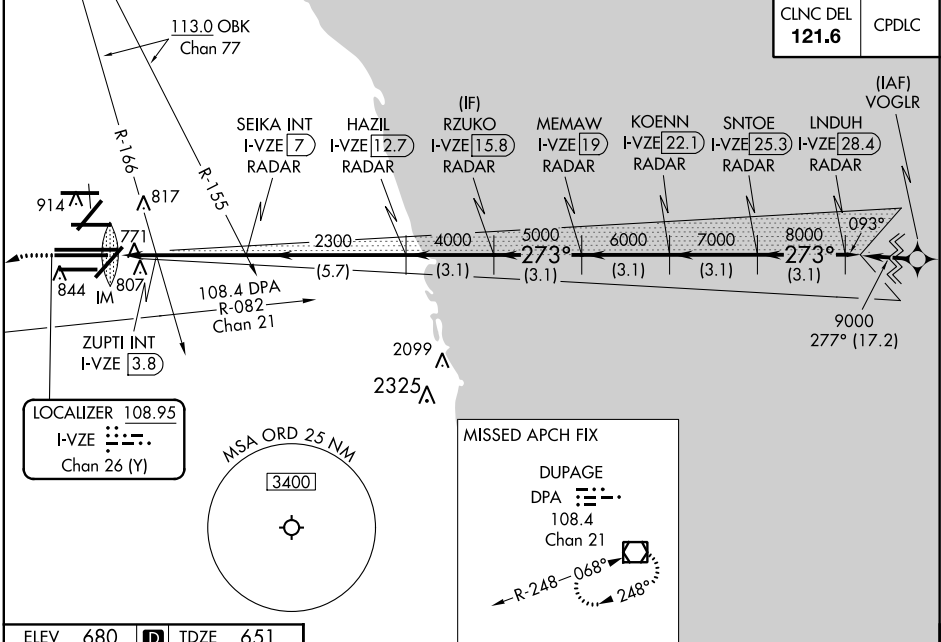 113.0 OBK
Chan 77
CLNC DEL
121.6
CPDLC
(IAF)
VOGLR
SEIKA INT
I-VZE 7
RADAR
HAZIL
I-VZE 12.7
RADAR
(IF)
RZUKO
I-VZE 15.8
RADAR
MEMAW
I-VZE 19
RADAR
KOENN
I-VZE 22.1
RADAR
SNTOE
I-VZE 25.3
RADAR
LNDUH
I-VZE 28.4
RADAR
R-166
R-155
914
817
771
844
IM
807
2300
(5.7)
4000
(3.1)
5000
273°
(3.1)
6000
(3.1)
7000
(3.1)
8000
273°
(3.1)
093°
9000
277° (17.2)
108.4 DPA
R-082
Chan 21
ZUPTI INT
I-VZE 3.8
2099
2325
LOCALIZER 108.95
I-VZE
Chan 26 (Y)
MSA ORD 25 NM
3400
MISSED APCH FIX
DUPAGE
DPA
108.4
Chan 21
R-248
068°
248°
ELEV 680 D TDZE 651